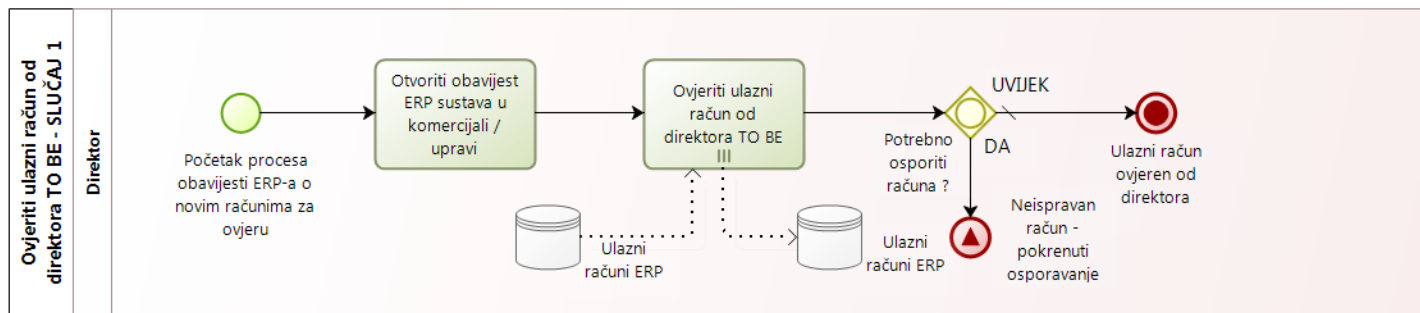 Ovjeriti ulazni račun od
direktora TO BE - SLUČAJ 1
Direktor
Početak procesa
obavijesti ERP-a o
novim računima za
ovjeru
Otvoriti obavijest
ERP sustava u
komercijali /
upravi
Ovjeriti ulazni
račun od
direktora TO BE
Ulazni
računi ERP
Ulazni
računi ERP
Potrebno
osporiti
računa ?
UVIJEK
DA
Neispravan
račun -
pokrenuti
osporavanje
Ulazni račun
ovjeren od
direktora